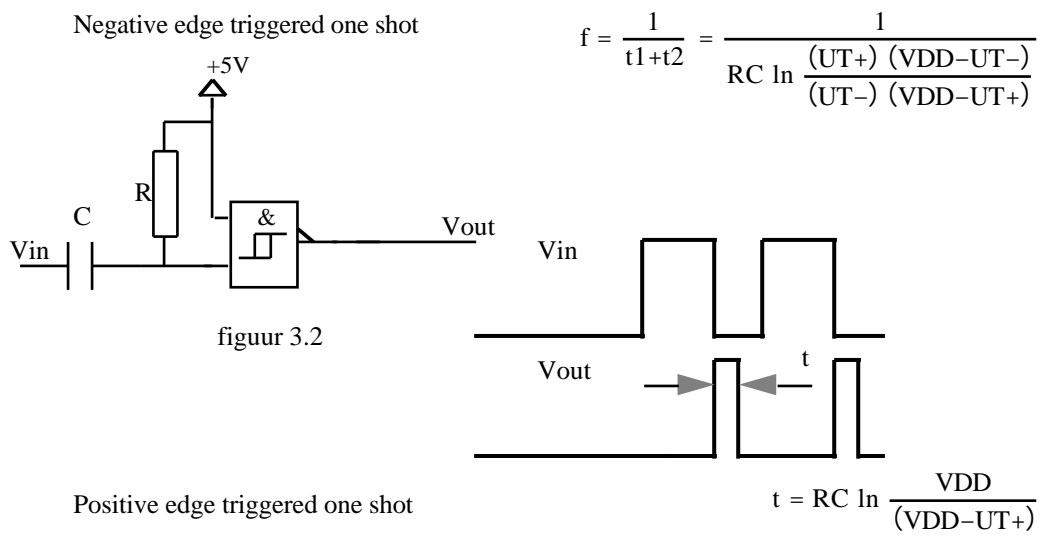 Negative edge triggered one shot
f = 1/(t1+t2) = 1/(RC ln ((UT+) (VDD-UT-))/((UT-) (VDD-UT+)))
+5V
R
C
&
Vin
Vout
figuur 3.2
Vin
Vout
t
Positive edge triggered one shot
t = RC ln VDD/(VDD-UT+)